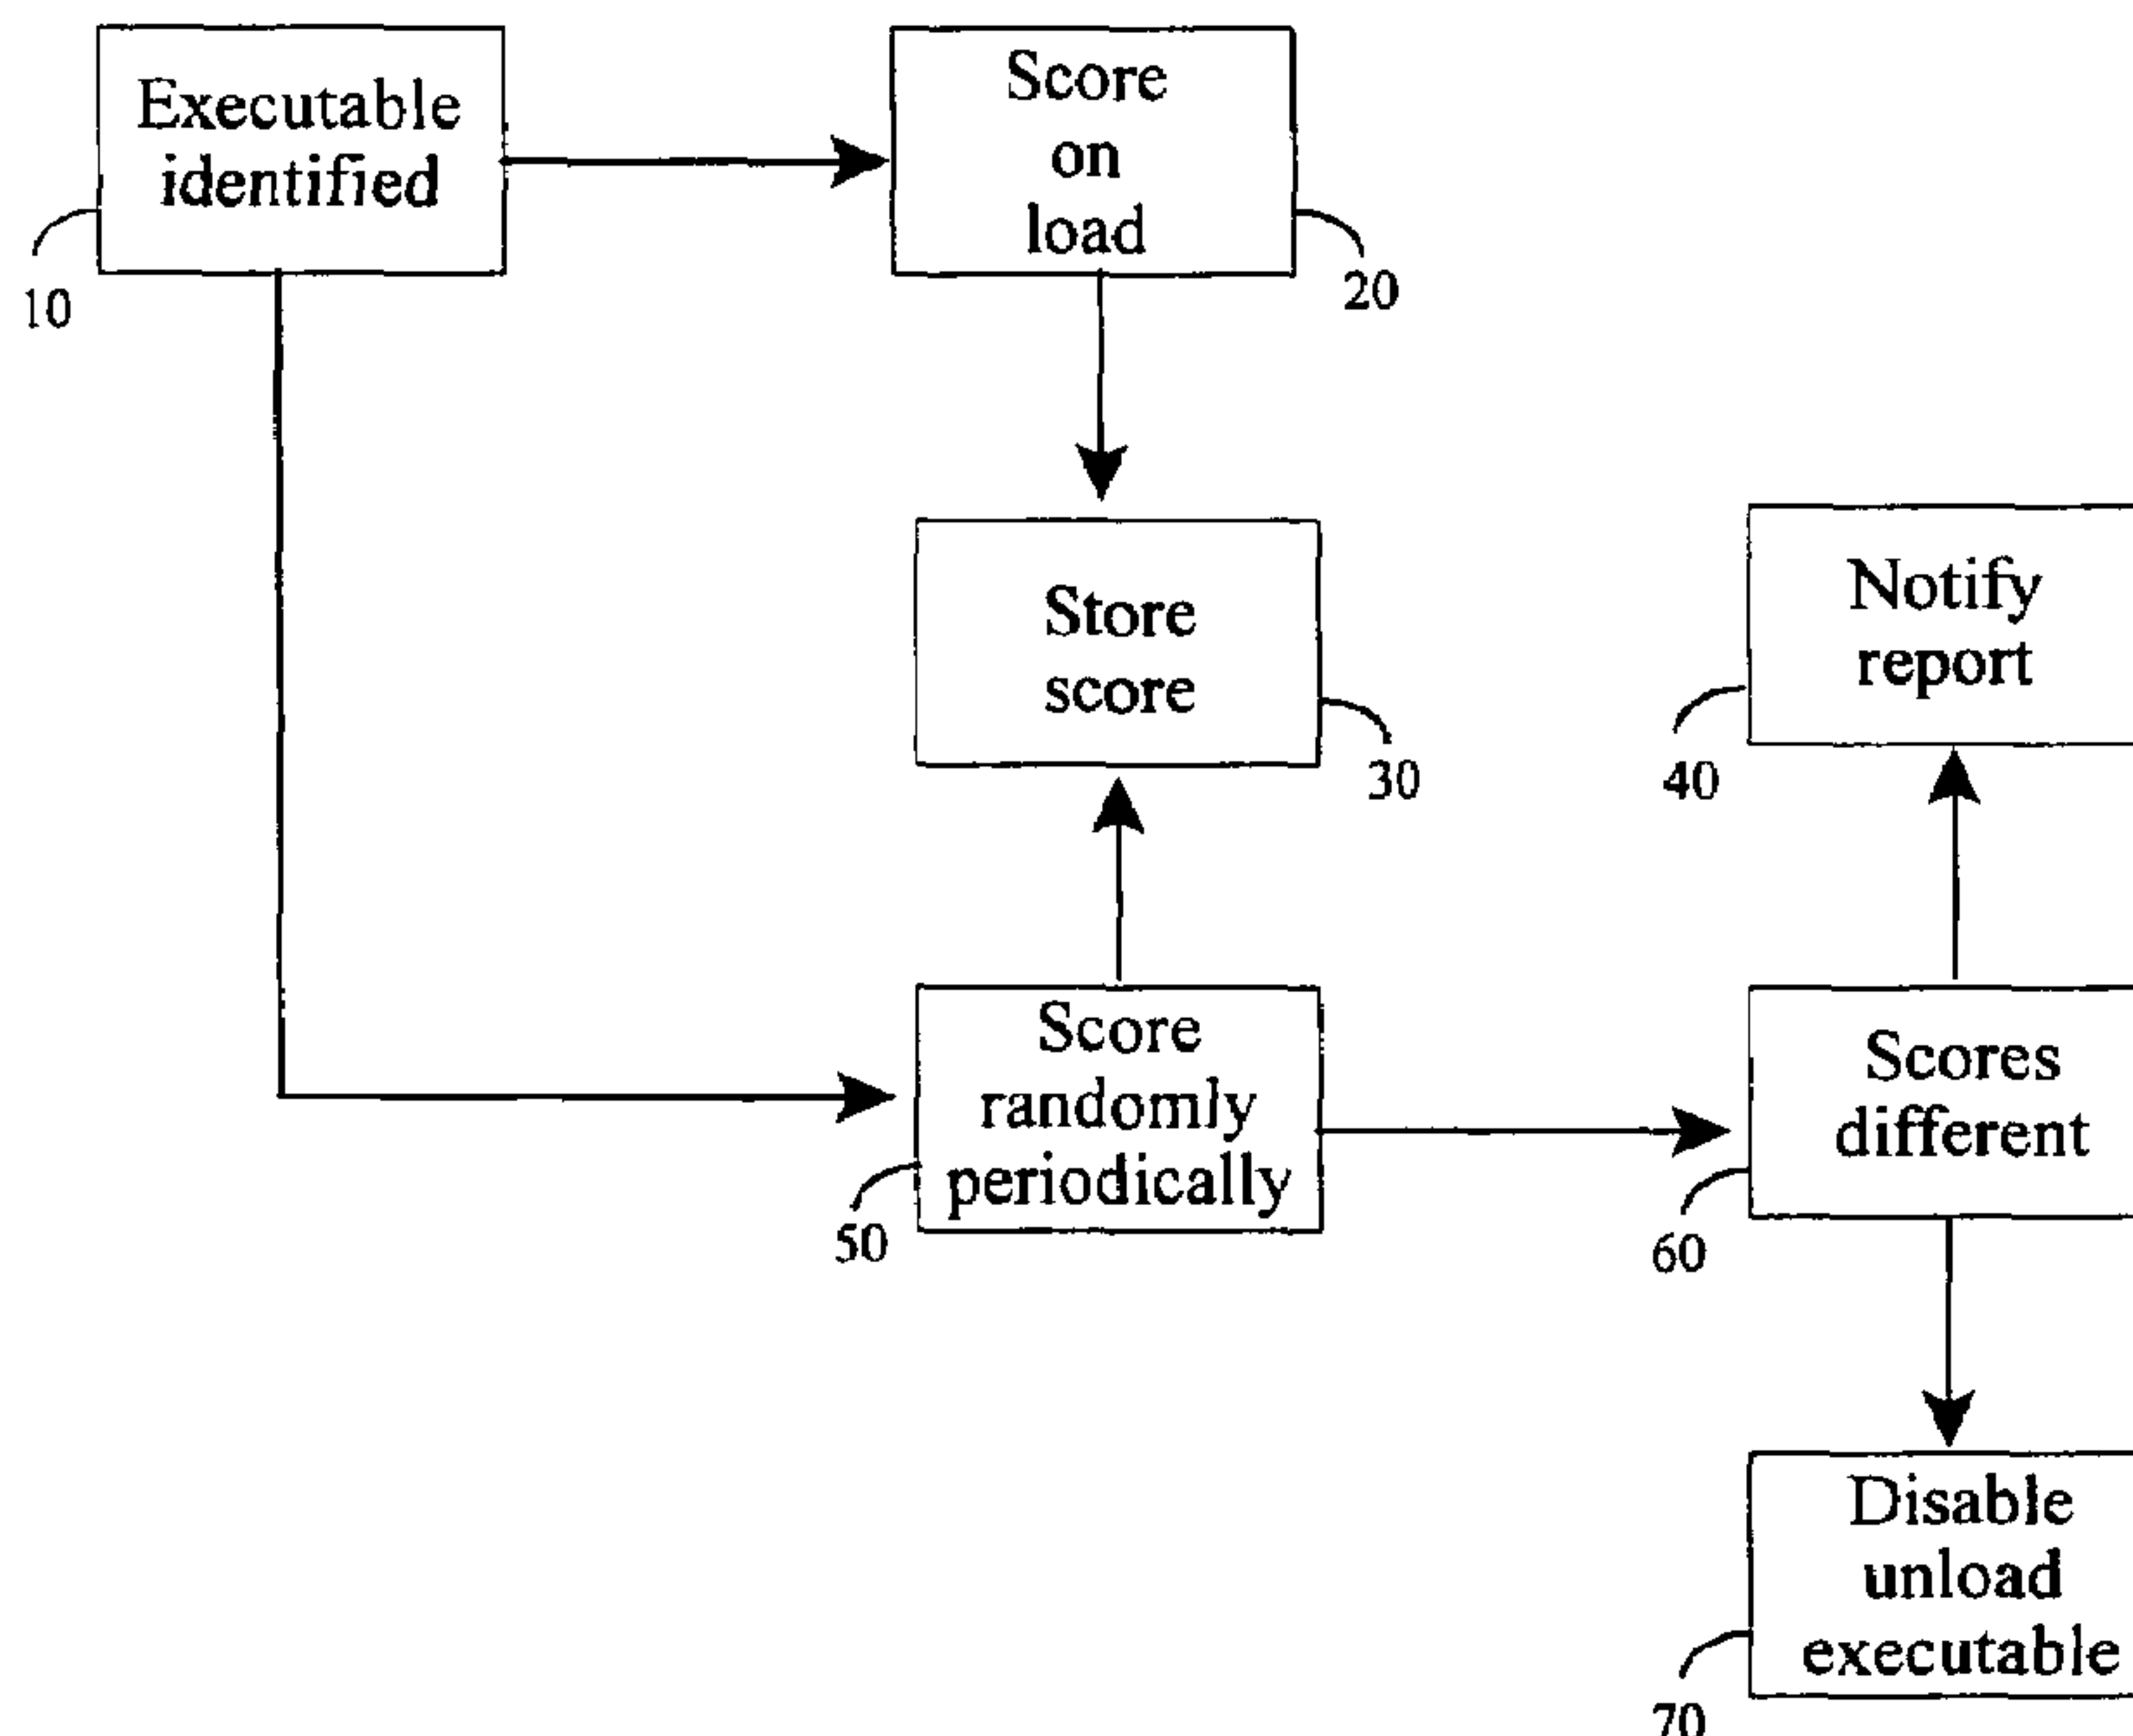 Executable
identified
10
Score
on
load
20
Store
score
30
Notify
report
40
Score
randomly
periodically
50
Scores
different
60
Disable
unload
executable
70